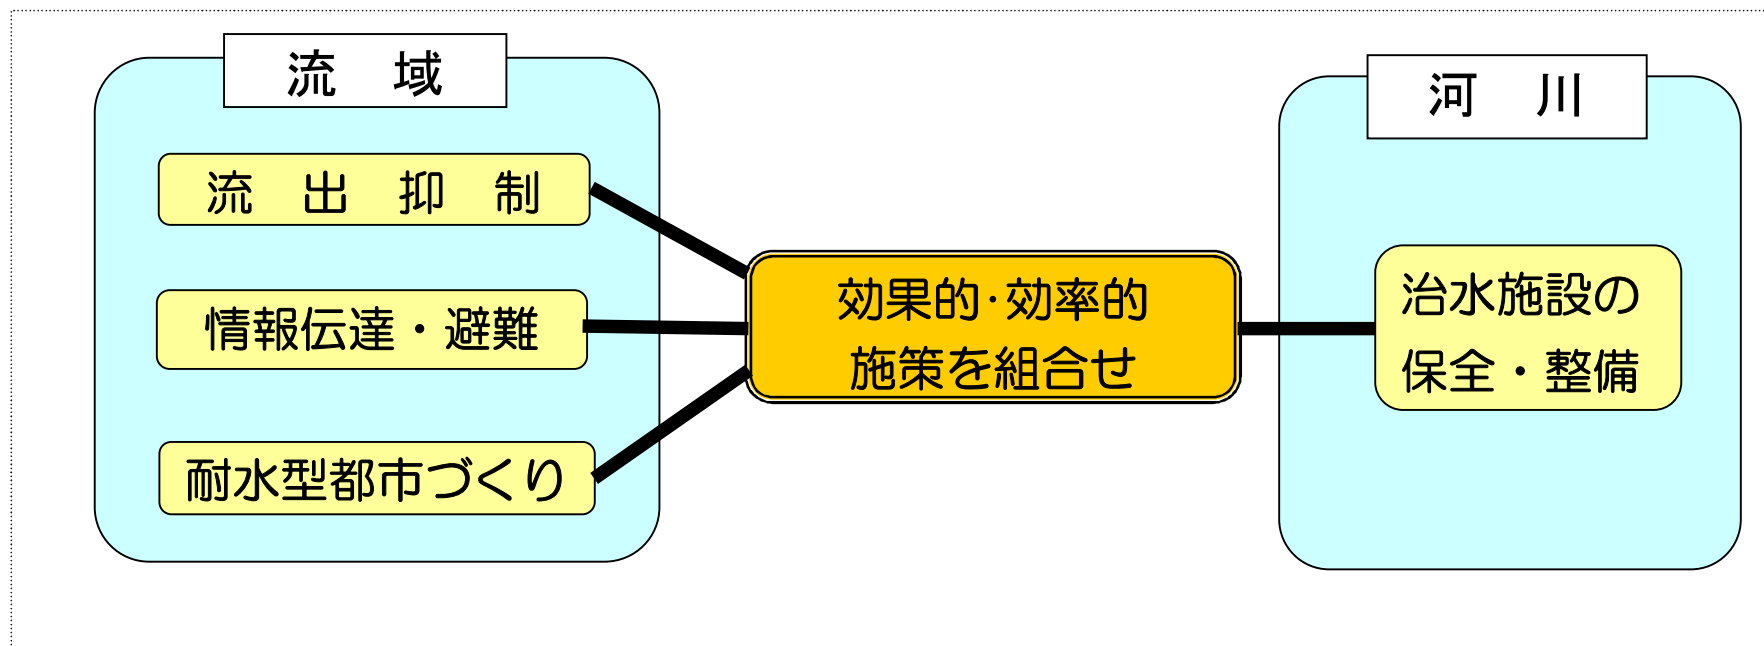 流　域
流　出　抑　制
情報伝達・避難
耐水型都市づくり
効果的・効率的
施策を組合せ
河　川
治水施設の
保全・整備